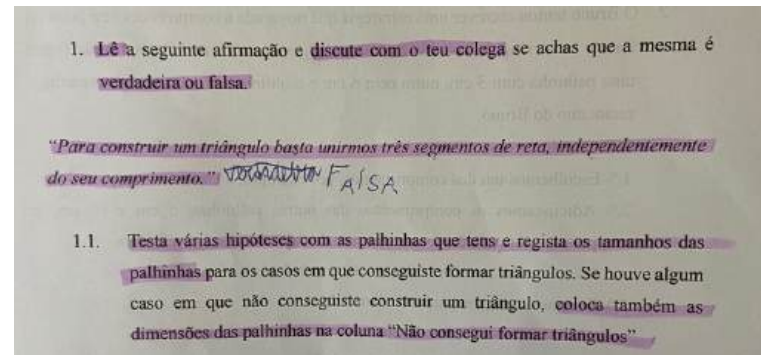 1. Lê a seguinte afirmação e discute com o teu colega se achas que a mesma é
verdadeira ou falsa.
"Para construir um triângulo basta unirmos três segmentos de reta, independentemente
do seu comprimento." FAlSA
1.1. Testa várias hipóteses com as palhinhas que tens e regista os tamanhos das
palhinhas para os casos em que conseguiste formar triângulos. Se houve algum
caso em que não conseguiste construir um triângulo, coloca também as
dimensões das palhinhas na coluna "Não consegui formar triângulos"